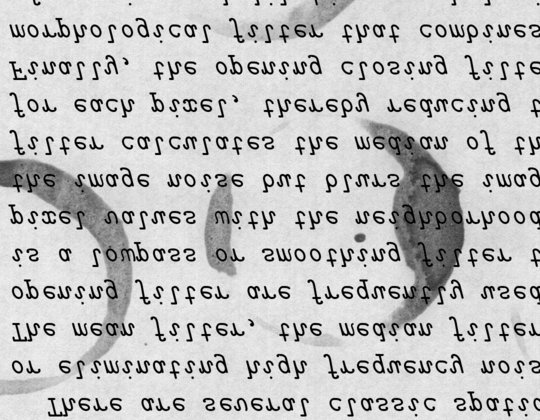 There are several classic spatia
or eliminating high frequency nois
The mean filter, the median filter
opening filter are frequently used
is a lowpass or smoothing filter t
pixel values with the neighborhood
the image noise but blurs the imag
filter calculates the median of th
for each pixel, thereby reducing t
Finally, the opening closing filte
morphological filter that combines